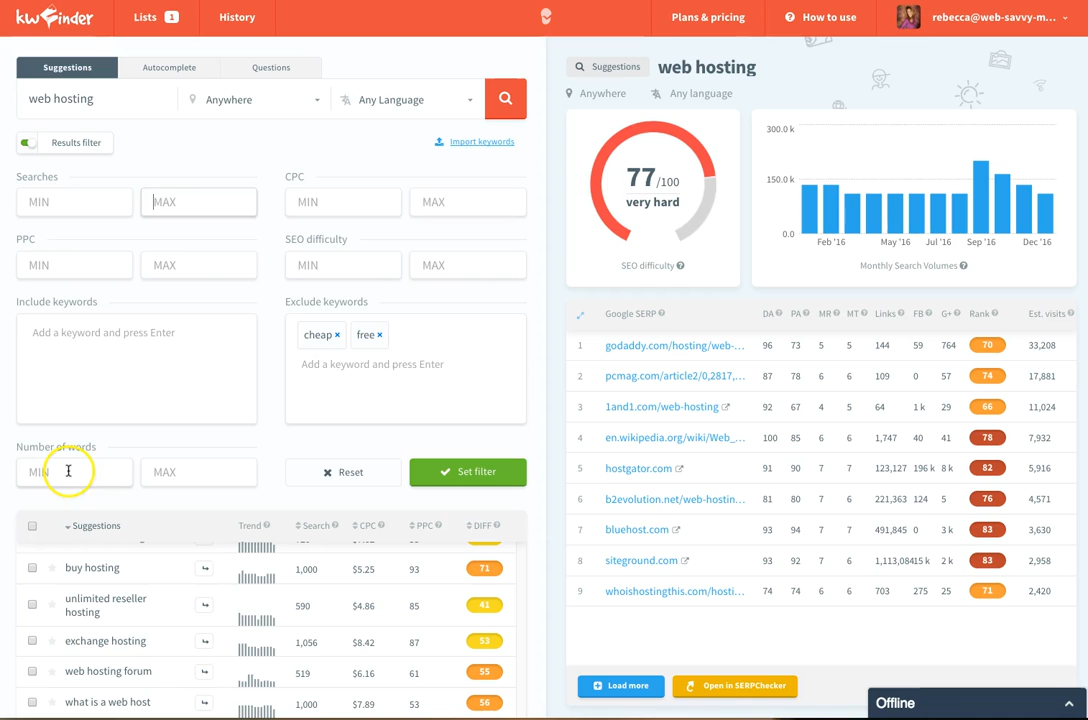 kwfinder
Lists 1
History
Plans & pricing
How to use
rebecca@web-savvy-m...
Suggestions
Autocomplete
Questions
web hosting
Anywhere
Any Language
Results filter
Import keywords
Searches
MIN
MAX
CPC
MIN
MAX
PPC
MIN
MAX
SEO difficulty
MIN
MAX
Include keywords
Add a keyword and press Enter
Exclude keywords
cheap × free ×
Add a keyword and press Enter
Number of words
MIN
MAX
Reset
Set filter
Suggestions Trend Search CPC PPC DIFF
buy hosting 1,000 $5.25 93 71
unlimited reseller hosting 590 $4.86 85 41
exchange hosting 1,056 $8.42 87 53
web hosting forum 519 $6.16 61 55
what is a web host 1,000 $7.89 53 56
Suggestions web hosting
Anywhere Any language
77 /100
very hard
SEO difficulty
300.0 k
150.0 k
0.0
Feb '16 May '16 Jul '16 Sep '16 Dec '16
Monthly Search Volumes
Google SERP DA PA MR MT Links FB G+ Rank Est. visits
1 godaddy.com/hosting/web-... 96 73 5 5 144 59 764 70 33,208
2 pcmag.com/article2/0,2817,... 87 78 6 6 109 0 57 74 17,881
3 1and1.com/web-hosting 92 67 4 5 64 1 k 29 66 11,024
4 en.wikipedia.org/wiki/Web_... 100 85 6 6 1,747 40 41 78 7,932
5 hostgator.com 91 90 7 7 123,127 196 k 8 k 82 5,916
6 b2evolution.net/web-hostin... 81 80 7 6 221,363 124 5 76 4,571
7 bluehost.com 93 94 7 7 491,845 0 3 k 83 3,630
8 siteground.com 93 92 7 7 1,113,08415 k 2 k 83 2,958
9 whoishostingthis.com/hosti... 74 74 6 6 703 275 25 71 2,420
Load more
Open in SERPChecker
Offline